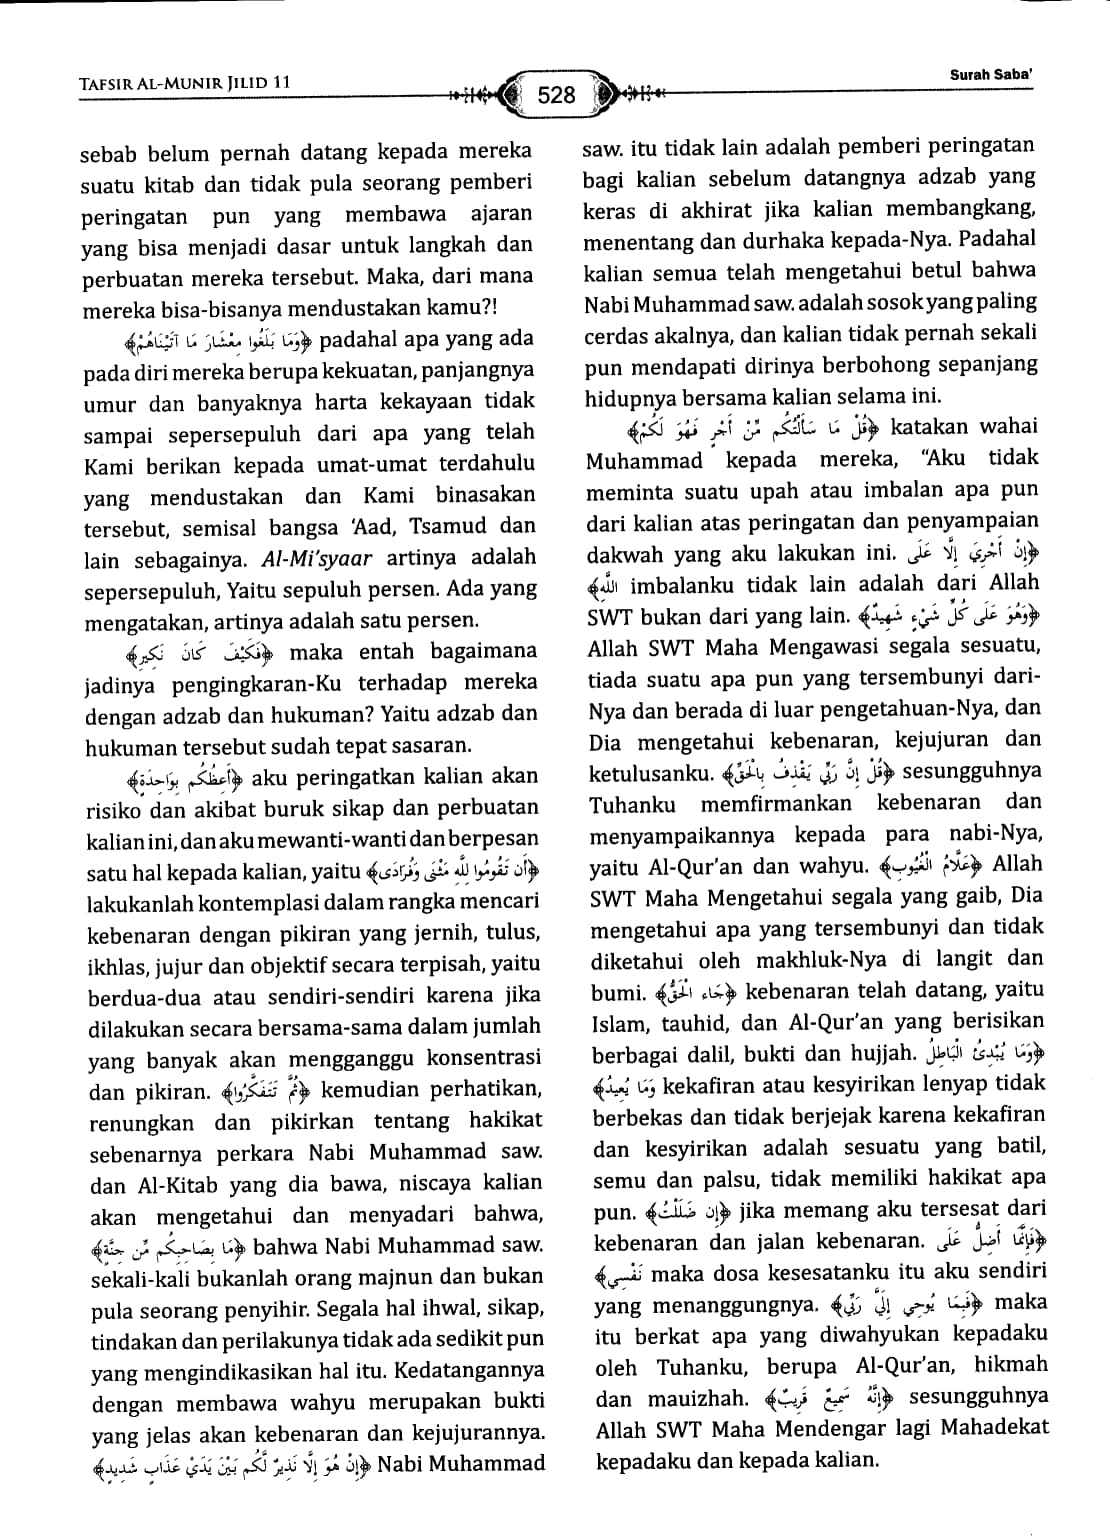 TAFSIR AL-MUNIR JILID 11
528
Surah Saba'
sebab belum pernah datang kepada mereka
suatu kitab dan tidak pula seorang pemberi
peringatan pun yang membawa ajaran
yang bisa menjadi dasar untuk langkah dan
perbuatan mereka tersebut. Maka, dari mana
mereka bisa-bisanya mendustakan kamu?!
﴿وَمَا بَلَغُوا مِعْشَارَ مَا آتَيْنَاهُمْ﴾ padahal apa yang ada
pada diri mereka berupa kekuatan, panjangnya
umur dan banyaknya harta kekayaan tidak
sampai sepersepuluh dari apa yang telah
Kami berikan kepada umat-umat terdahulu
yang mendustakan dan Kami binasakan
tersebut, semisal bangsa ‘Aad, Tsamud dan
lain sebagainya. Al-Mi’syaar artinya adalah
sepersepuluh, Yaitu sepuluh persen. Ada yang
mengatakan, artinya adalah satu persen.
﴿فَكَيْفَ كَانَ نَكِيرِ﴾ maka entah bagaimana
jadinya pengingkaran-Ku terhadap mereka
dengan adzab dan hukuman? Yaitu adzab dan
hukuman tersebut sudah tepat sasaran.
﴿أَعِظُكُم بِوَاحِدَةٍ﴾ aku peringatkan kalian akan
risiko dan akibat buruk sikap dan perbuatan
kalian ini, dan aku mewanti-wanti dan berpesan
satu hal kepada kalian, yaitu ﴿أَن تَقُومُوا لِلَّهِ مَثْنَى وَفُرَادَى﴾
lakukanlah kontemplasi dalam rangka mencari
kebenaran dengan pikiran yang jernih, tulus,
ikhlas, jujur dan objektif secara terpisah, yaitu
berdua-dua atau sendiri-sendiri karena jika
dilakukan secara bersama-sama dalam jumlah
yang banyak akan mengganggu konsentrasi
dan pikiran. ﴿ثُمَّ تَتَفَكَّرُوا﴾ kemudian perhatikan,
renungkan dan pikirkan tentang hakikat
sebenarnya perkara Nabi Muhammad saw.
dan Al-Kitab yang dia bawa, niscaya kalian
akan mengetahui dan menyadari bahwa,
﴿مَا بِصَاحِبِكُم مِّن جِنَّةٍ﴾ bahwa Nabi Muhammad saw.
sekali-kali bukanlah orang majnun dan bukan
pula seorang penyihir. Segala hal ihwal, sikap,
tindakan dan perilakunya tidak ada sedikit pun
yang mengindikasikan hal itu. Kedatangannya
dengan membawa wahyu merupakan bukti
yang jelas akan kebenaran dan kejujurannya.
﴿إِنْ هُوَ إِلَّا نَذِيرٌ لَّكُم بَيْنَ يَدَيْ عَذَابٍ شَدِيدٍ﴾ Nabi Muhammad
saw. itu tidak lain adalah pemberi peringatan
bagi kalian sebelum datangnya adzab yang
keras di akhirat jika kalian membangkang,
menentang dan durhaka kepada-Nya. Padahal
kalian semua telah mengetahui betul bahwa
Nabi Muhammad saw. adalah sosok yang paling
cerdas akalnya, dan kalian tidak pernah sekali
pun mendapati dirinya berbohong sepanjang
hidupnya bersama kalian selama ini.
﴿قُلْ مَا سَأَلْتُكُم مِّنْ أَجْرٍ فَهُوَ لَكُمْ﴾ katakan wahai
Muhammad kepada mereka, “Aku tidak
meminta suatu upah atau imbalan apa pun
dari kalian atas peringatan dan penyampaian
dakwah yang aku lakukan ini. ﴿إِنْ أَجْرِيَ إِلَّا عَلَى
اللَّهِ﴾ imbalanku tidak lain adalah dari Allah
SWT bukan dari yang lain. ﴿وَهُوَ عَلَى كُلِّ شَيْءٍ شَهِيدٌ﴾
Allah SWT Maha Mengawasi segala sesuatu,
tiada suatu apa pun yang tersembunyi dari-
Nya dan berada di luar pengetahuan-Nya, dan
Dia mengetahui kebenaran, kejujuran dan
ketulusanku. ﴿قُلْ إِنَّ رَبِّي يَقْذِفُ بِالْحَقِّ﴾ sesungguhnya
Tuhanku memfirmankan kebenaran dan
menyampaikannya kepada para nabi-Nya,
yaitu Al-Qur’an dan wahyu. ﴿عَلَّامُ الْغُيُوبِ﴾ Allah
SWT Maha Mengetahui segala yang gaib, Dia
mengetahui apa yang tersembunyi dan tidak
diketahui oleh makhluk-Nya di langit dan
bumi. ﴿جَاء الْحَقُّ﴾ kebenaran telah datang, yaitu
Islam, tauhid, dan Al-Qur’an yang berisikan
berbagai dalil, bukti dan hujjah. ﴿وَمَا يُبْدِئُ الْبَاطِلُ
وَمَا يُعِيدُ﴾ kekafiran atau kesyirikan lenyap tidak
berbekas dan tidak berjejak karena kekafiran
dan kesyirikan adalah sesuatu yang batil,
semu dan palsu, tidak memiliki hakikat apa
pun. ﴿إِن ضَلَلْتُ﴾ jika memang aku tersesat dari
kebenaran dan jalan kebenaran. ﴿فَإِنَّمَا أَضِلُّ عَلَى
نَفْسِي﴾ maka dosa kesesatanku itu aku sendiri
yang menanggungnya. ﴿فَبِمَا يُوحِي إِلَيَّ رَبِّي﴾ maka
itu berkat apa yang diwahyukan kepadaku
oleh Tuhanku, berupa Al-Qur’an, hikmah
dan mauizhah. ﴿إِنَّهُ سَمِيعٌ قَرِيبٌ﴾ sesungguhnya
Allah SWT Maha Mendengar lagi Mahadekat
kepadaku dan kepada kalian.